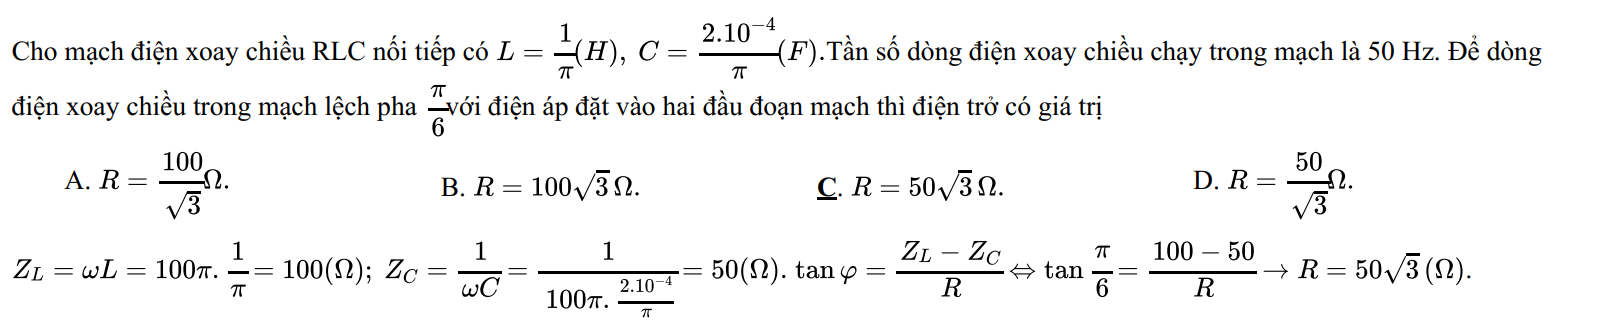 Cho mạch điện xoay chiều RLC nối tiếp có $L = \frac{1}{\pi}(H),\ C = \frac{2.10^{-4}}{\pi}(F)$.Tần số dòng điện xoay chiều chạy trong mạch là 50 Hz. Để dòng
điện xoay chiều trong mạch lệch pha $\frac{\pi}{6}$với điện áp đặt vào hai đầu đoạn mạch thì điện trở có giá trị
A. $R = \frac{100}{\sqrt{3}}\Omega$. B. $R = 100\sqrt{3}\,\Omega$. C. $R = 50\sqrt{3}\,\Omega$. D. $R = \frac{50}{\sqrt{3}}\Omega$.
$Z_L = \omega L = 100\pi.\frac{1}{\pi} = 100(\Omega);\ Z_C = \frac{1}{\omega C} = \frac{1}{100\pi.\frac{2.10^{-4}}{\pi}} = 50(\Omega).\ \tan\varphi = \frac{Z_L - Z_C}{R} \Leftrightarrow \tan\frac{\pi}{6} = \frac{100 - 50}{R} \rightarrow R = 50\sqrt{3}\,(\Omega).$